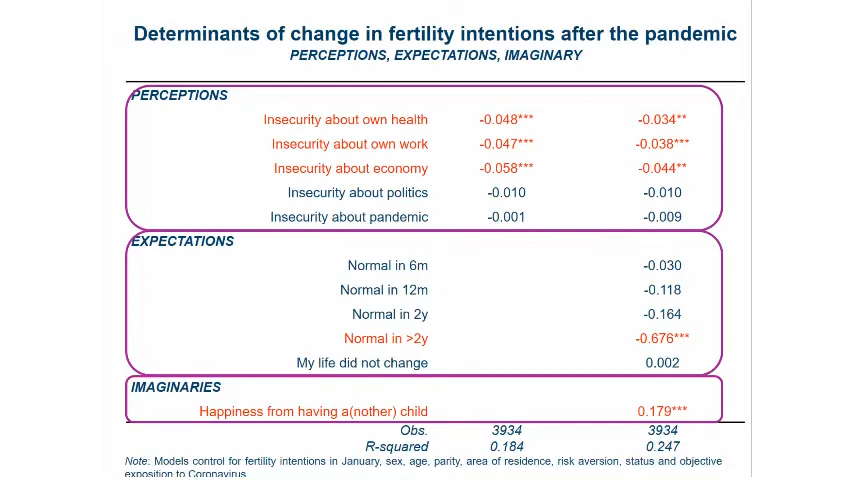 Determinants of change in fertility intentions after the pandemic
PERCEPTIONS, EXPECTATIONS, IMAGINARY
PERCEPTIONS
Insecurity about own health -0.048*** -0.034**
Insecurity about own work -0.047*** -0.038***
Insecurity about economy -0.058*** -0.044**
Insecurity about politics -0.010 -0.010
Insecurity about pandemic -0.001 -0.009
EXPECTATIONS
Normal in 6m -0.030
Normal in 12m -0.118
Normal in 2y -0.164
Normal in >2y -0.676***
My life did not change 0.002
IMAGINARIES
Happiness from having a(nother) child 0.179***
Obs. 3934 3934
R-squared 0.184 0.247
Note: Models control for fertility intentions in January, sex, age, parity, area of residence, risk aversion, status and objective
exposition to Coronavirus